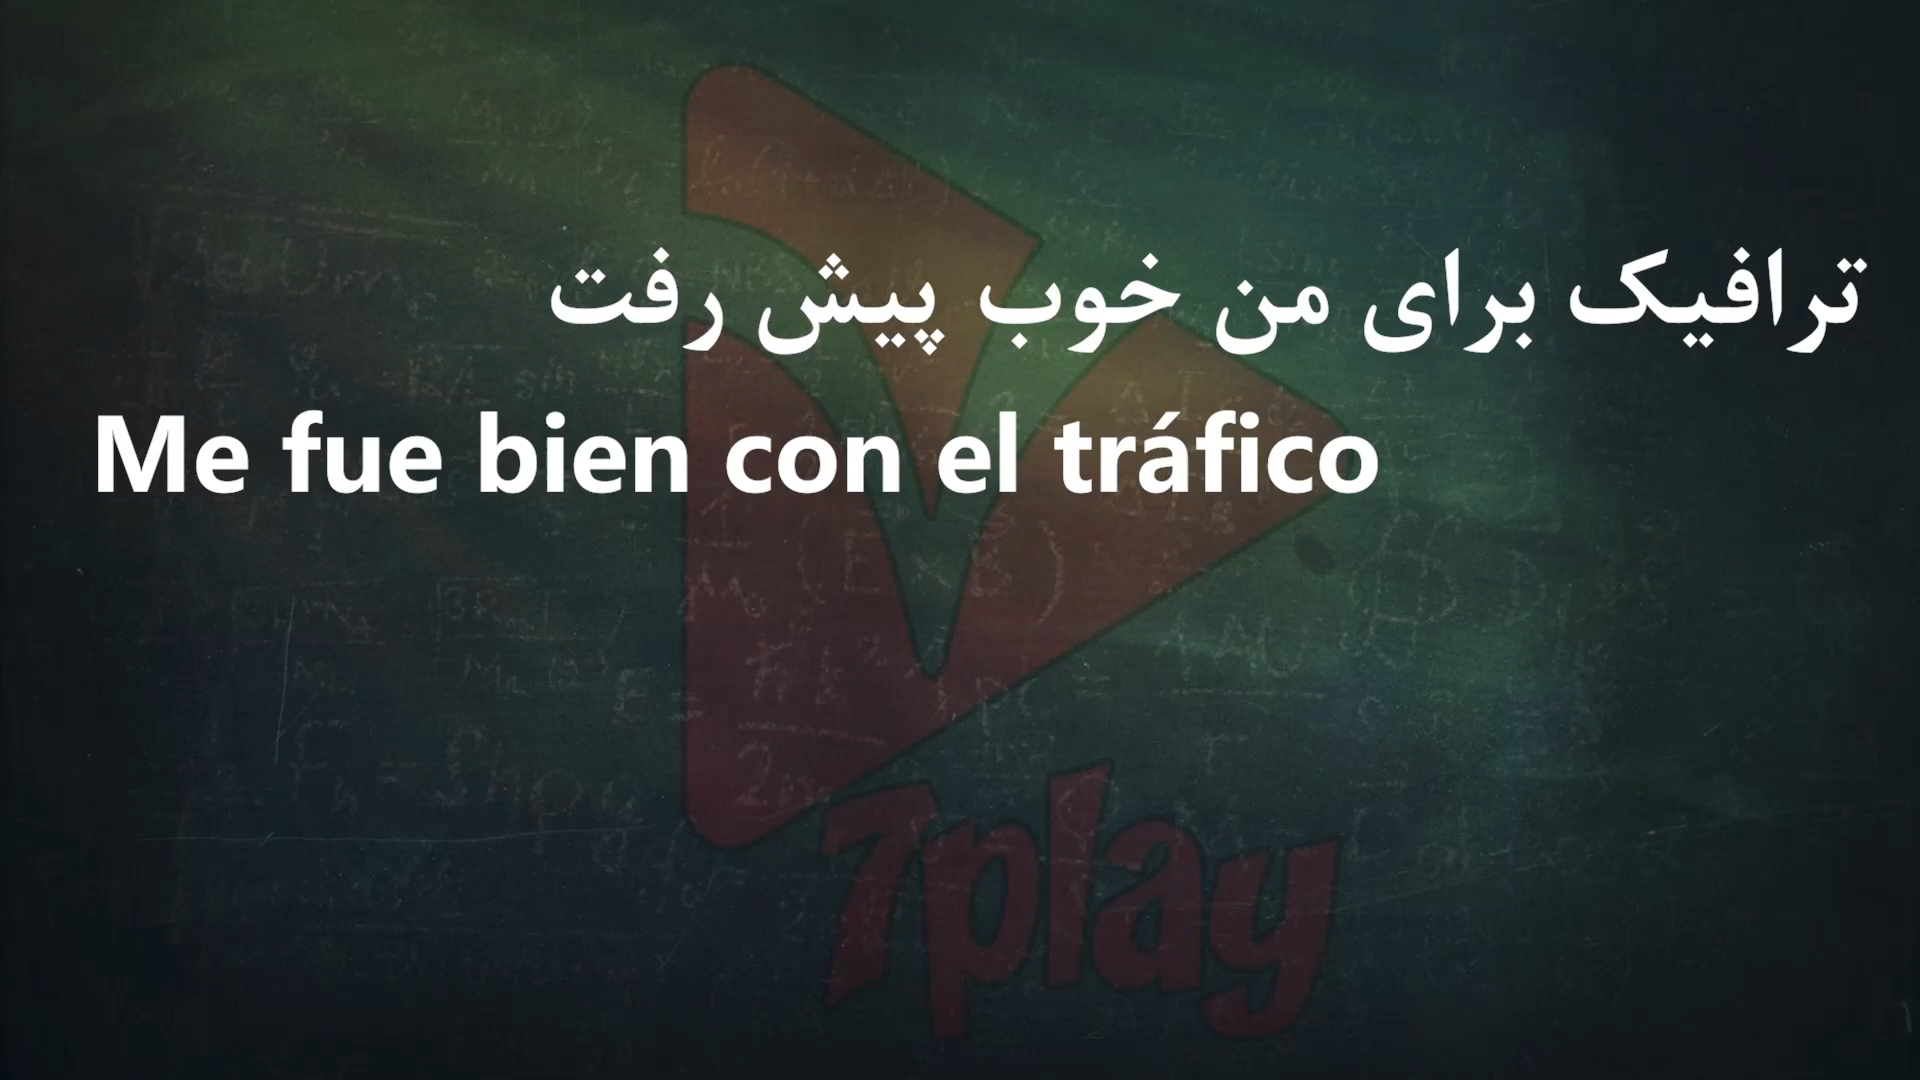 ترافیک برای من خوب پیش رفت
Me fue bien con el tráfico
7play